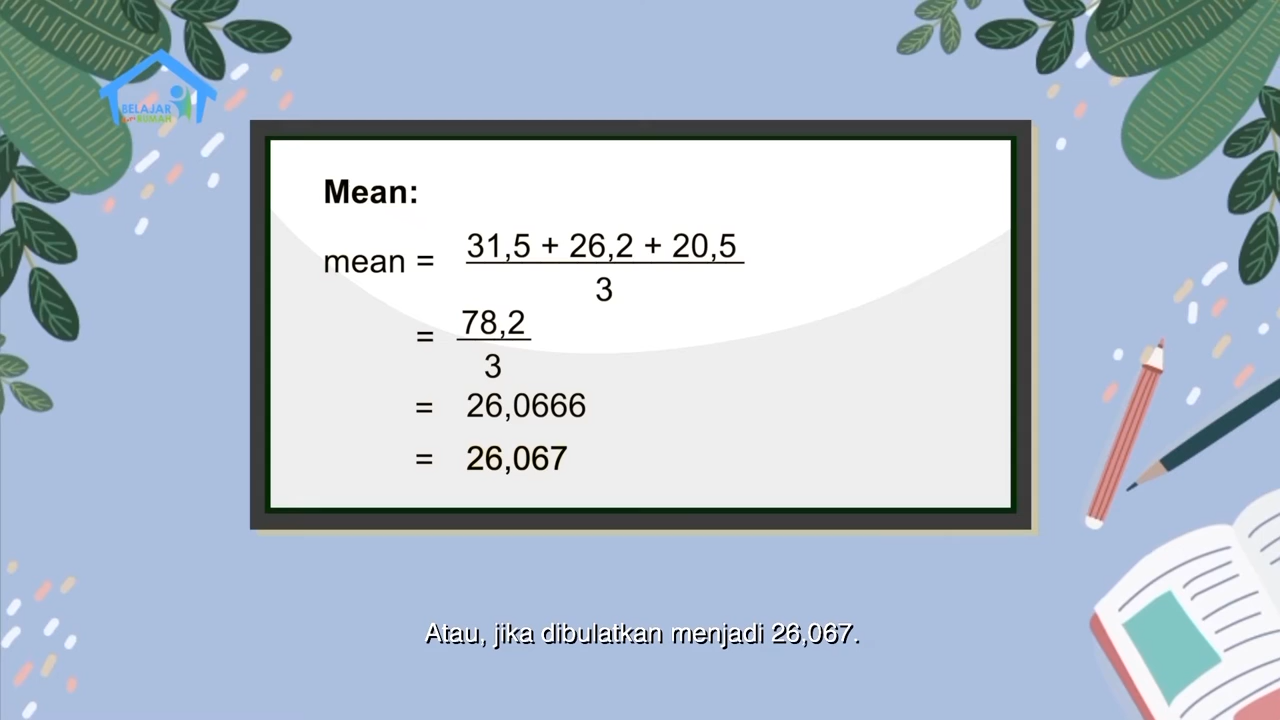 BELAJAR
RUMAH
Mean:
mean = 31,5 + 26,2 + 20,5
3
= 78,2
3
= 26,0666
= 26,067
Atau, jika dibulatkan menjadi 26,067.